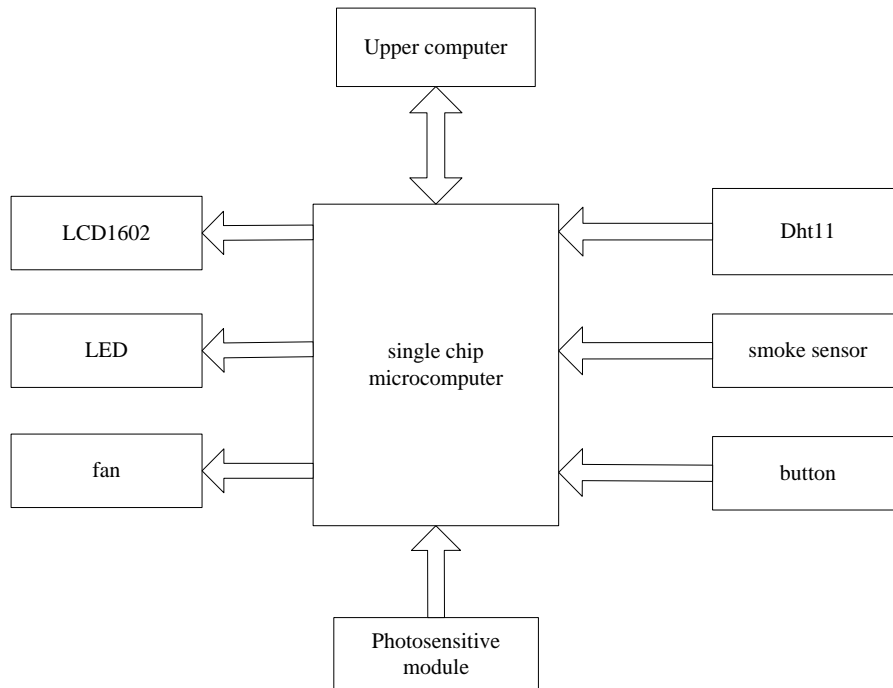 Upper computer
LCD1602
Dht11
LED
single chip
microcomputer
smoke sensor
fan
button
Photosensitive
module